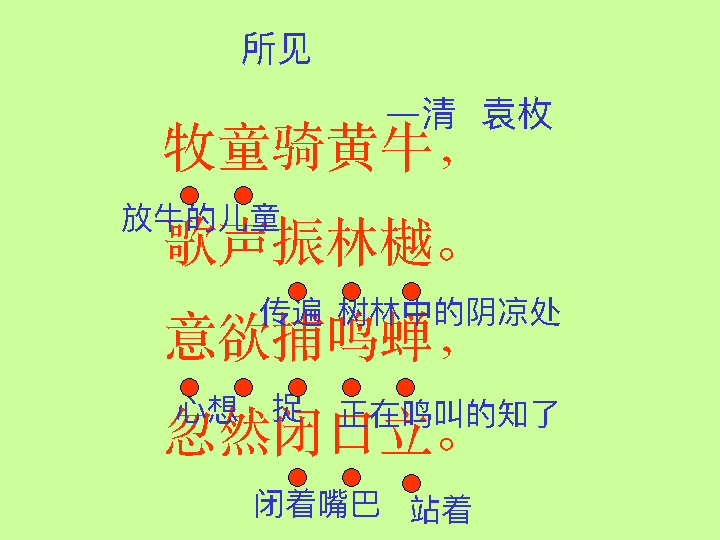 所见
—清 袁枚
牧童骑黄牛，
放牛的儿童
歌声振林樾。
传遍 树林中的阴凉处
意欲捕鸣蝉，
心想 捉 正在鸣叫的知了
忽然闭口立。
闭着嘴巴 站着